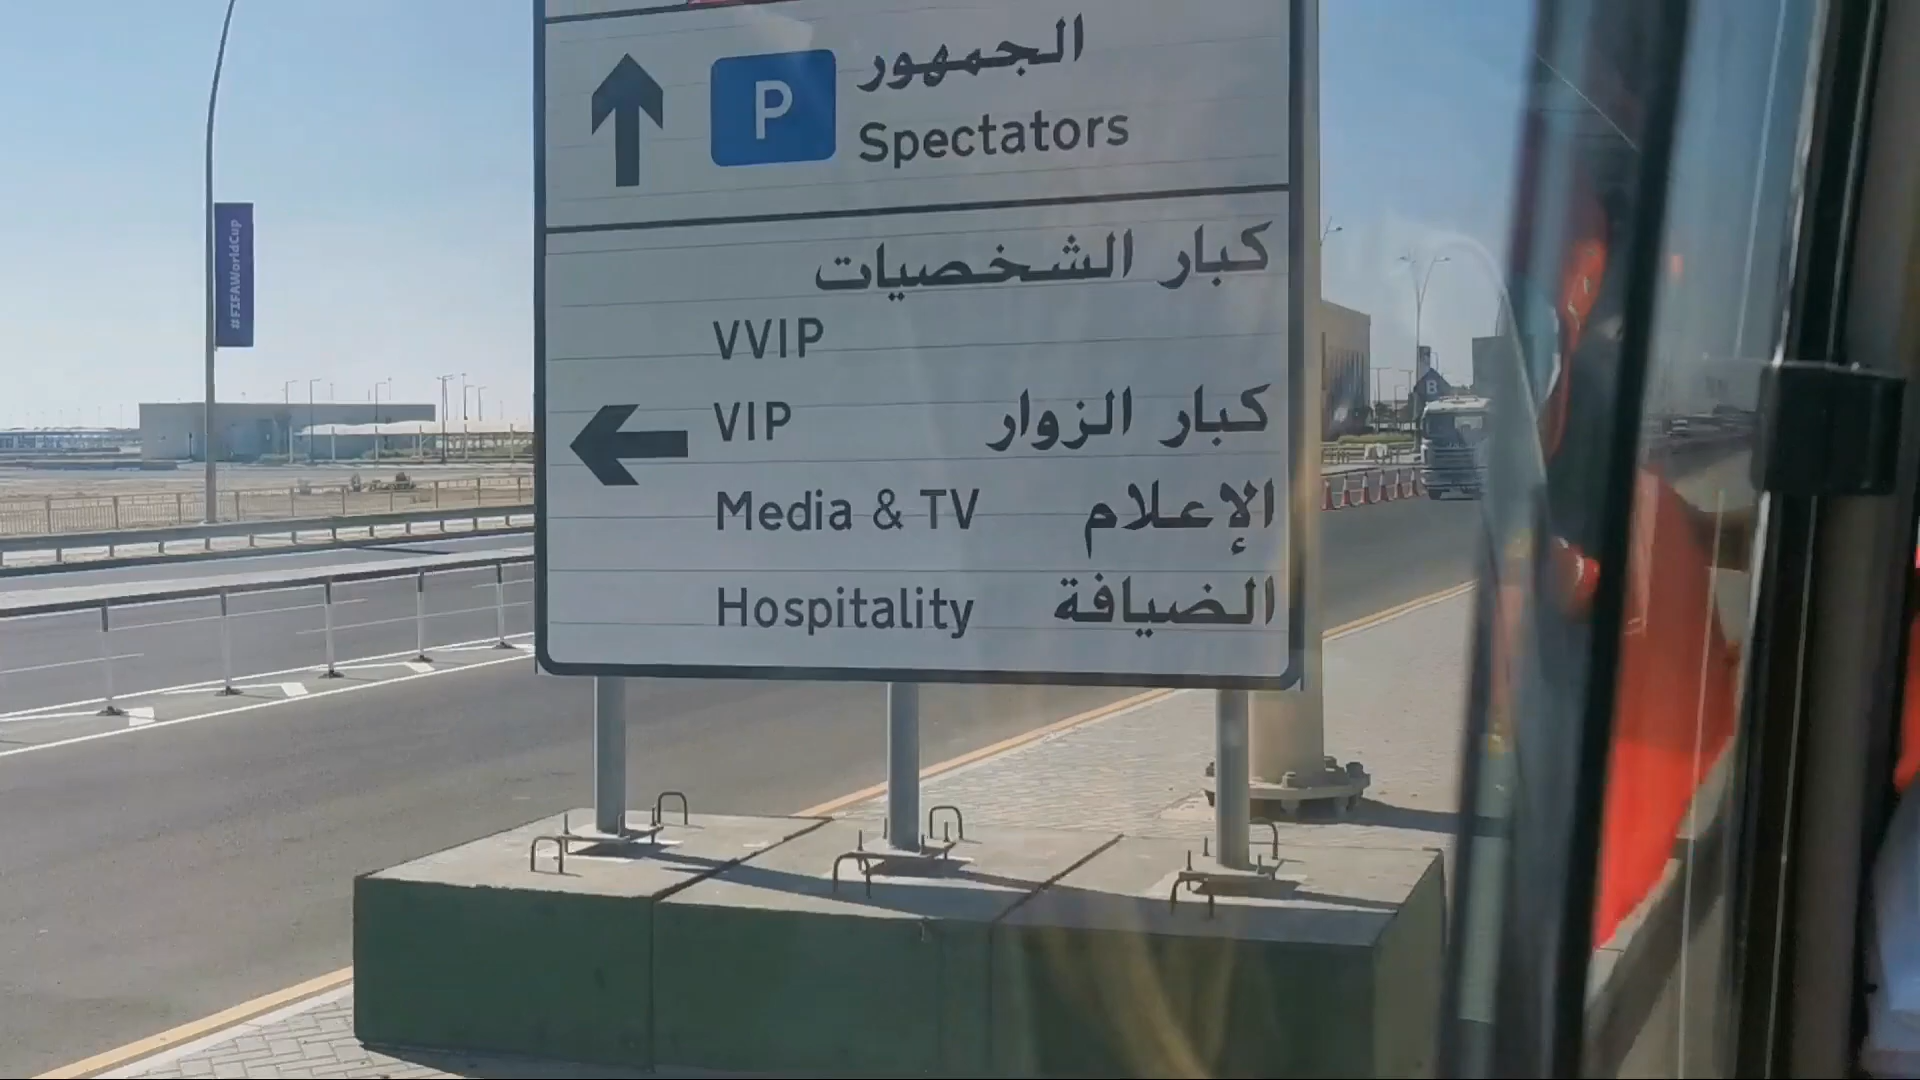 الجمهور
P
Spectators
كبار الشخصيات
VVIP
VIP كبار الزوار
Media & TV الإعلام
Hospitality الضيافة
#FIFAWorldCup
B